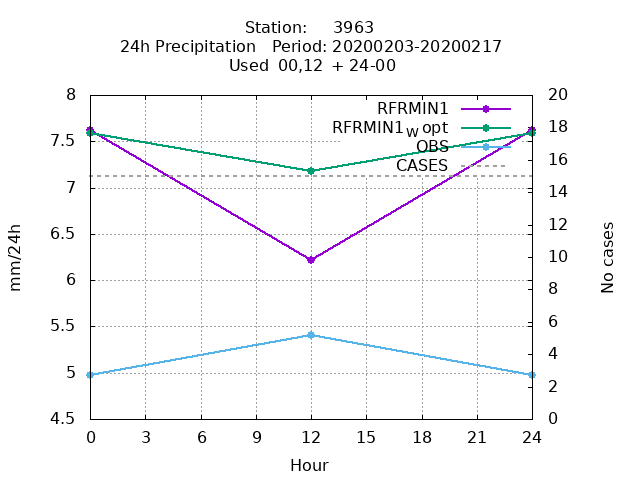 Station: 3963
24h Precipitation Period: 20200203-20200217
Used 00,12 + 24-00
8
7.5
7
6.5
6
5.5
5
4.5
20
18
16
14
12
10
8
6
4
2
0
RFRMIN1
RFRMIN1w opt
OBS
CASES
mm/24h
No cases
0 3 6 9 12 15 18 21 24
Hour